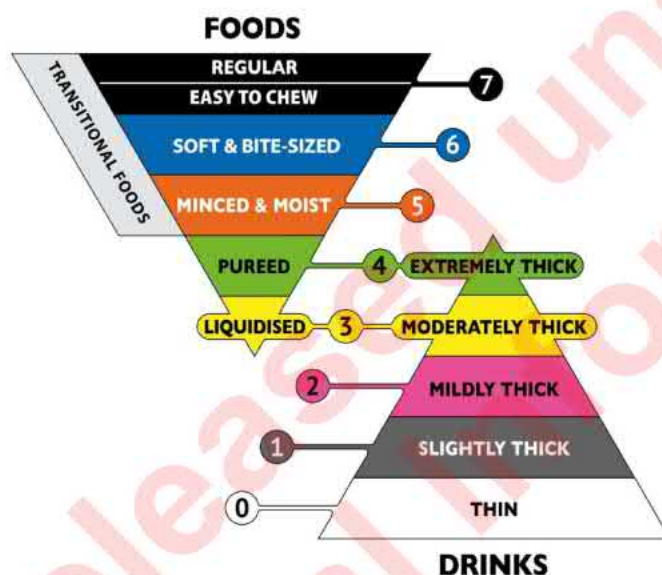 FOODS
REGULAR
EASY TO CHEW
7
TRANSITIONAL FOODS
SOFT & BITE-SIZED
6
MINCED & MOIST
5
PUREED
4
EXTREMELY THICK
LIQUIDISED
3
MODERATELY THICK
2
MILDLY THICK
1
SLIGHTLY THICK
0
THIN
DRINKS